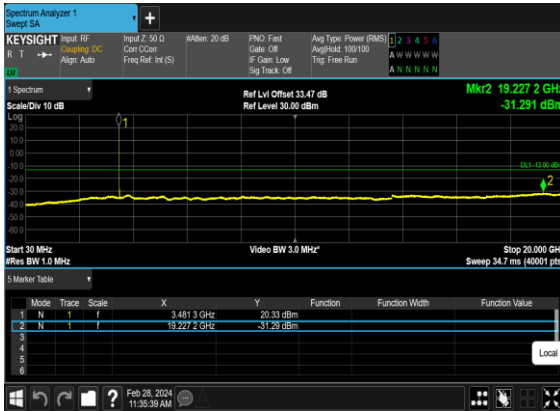 Spectrum Analyzer 1
Swept SA
KEYSIGHT Input: RF Input Z: 50 Ω #Atten: 20 dB PNO: Fast Avg Type: Power (RMS) 1 2 3 4 5 6
R T Coupling: DC Corr CCorr Gate: Off Avg|Hold: 100/100 A W W W W W
Align: Auto Freq Ref: Int (S) IF Gain: Low Trig: Free Run
Sig Track: Off A N N N N N
1 Spectrum Ref Lvl Offset 33.47 dB Mkr2 19.227 2 GHz
Scale/Div 10 dB Ref Level 30.00 dBm -31.291 dBm
Log
20.0
10.0
0.00
-10.0
DL1 -13.00 dBm
-20.0
-30.0
-40.0
-50.0
-60.0
1
2
Start 30 MHz Video BW 3.0 MHz* Stop 20.000 GHz
#Res BW 1.0 MHz Sweep 34.7 ms (40001 pts)
5 Marker Table
Mode Trace Scale X Y Function Function Width Function Value
1 N 1 f 3.481 3 GHz 20.33 dBm
2 N 1 f 19.227 2 GHz -31.29 dBm
3
4
5
6
Local
Feb 28, 2024
11:35:39 AM